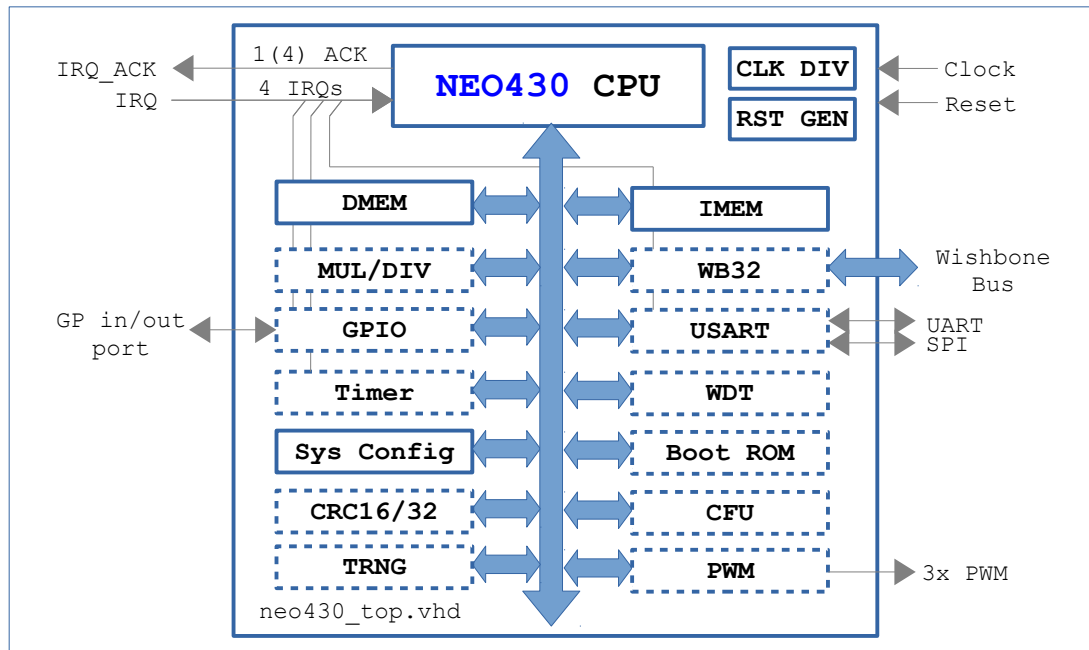 1(4) ACK
IRQ_ACK
IRQ
4 IRQs
NEO430 CPU
CLK DIV
RST GEN
Clock
Reset
DMEM
IMEM
MUL/DIV
WB32
Wishbone
Bus
GP in/out
port
GPIO
USART
UART
SPI
Timer
WDT
Sys Config
Boot ROM
CRC16/32
CFU
TRNG
PWM
3x PWM
neo430_top.vhd